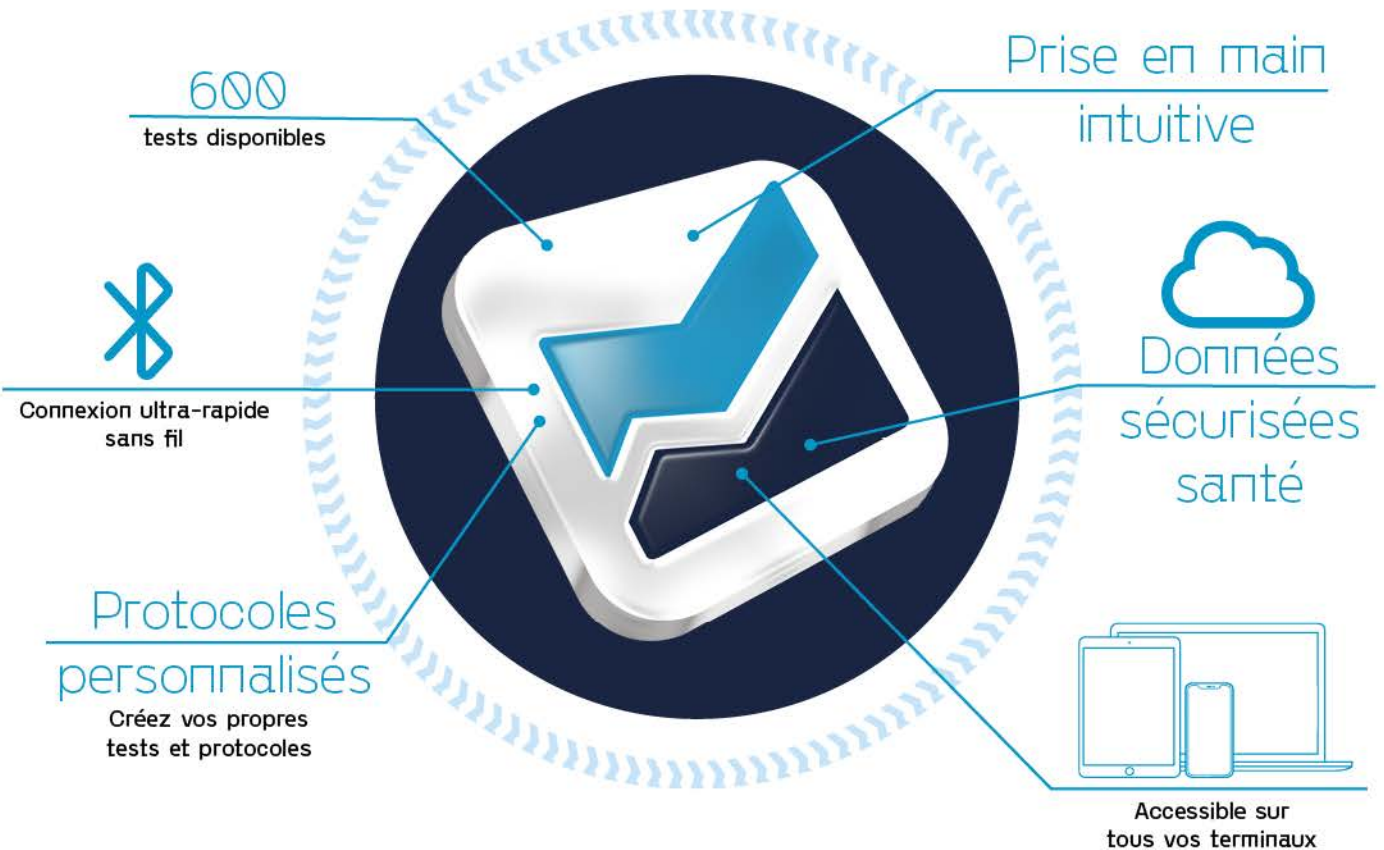 600
tests disponibles
Connexion ultra-rapide
sans fil
Protocoles
personnalisés
Créez vos propres
tests et protocoles
Prise en main
intuitive
Données
sécurisées
santé
Accessible sur
tous vos terminaux